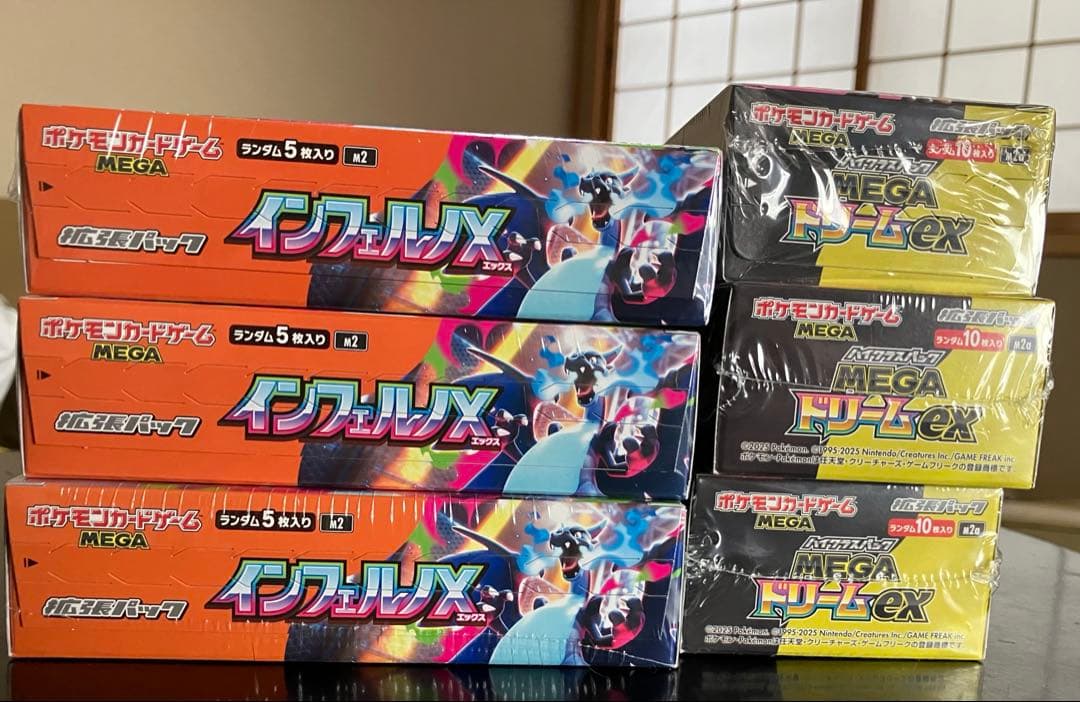 ポケモンカードゲーム
MEGA
ランダム5枚入り M2
拡張パック
インフェルノX
エックス
ポケモンカードゲーム
MEGA
ランダム5枚入り M2
拡張パック
インフェルノX
エックス
ポケモンカードゲーム
MEGA
ランダム5枚入り M2
拡張パック
インフェルノX
エックス
ポケモンカードゲーム
MEGA
拡張パック
ランダム10枚入り M2a
ハイクラスパック
MEGA
ドリームex
ポケモンカードゲーム
MEGA
拡張パック
ランダム10枚入り M2a
ハイクラスパック
MEGA
ドリームex
©2025 Pokémon. ©1995-2025 Nintendo/Creatures Inc./GAME FREAK inc.
ポケモン・Pokémonは任天堂・クリーチャーズ・ゲームフリークの登録商標です。
ポケモンカードゲーム
MEGA
拡張パック
ランダム10枚入り M2a
ハイクラスパック
MEGA
ドリームex
©2025 Pokémon. ©1995-2025 Nintendo/Creatures Inc./GAME FREAK inc.
ポケモン・Pokémonは任天堂・クリーチャーズ・ゲームフリークの登録商標です。